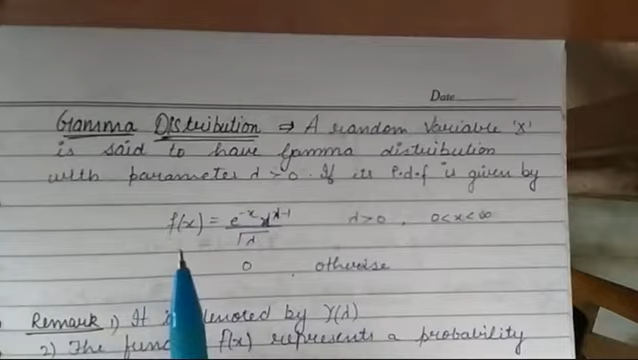 Date
Gamma Distribution ⇒ A random variable 'X'
is said to have Gamma distribution
with parameter λ > 0. If its P.d.f is given by
f(x) = e^-x x^λ-1 / Γλ   λ>0, 0<x<∞
0, otherwise
Remark 1) It is denoted by γ(λ)
2) The func f(x) represents a probability